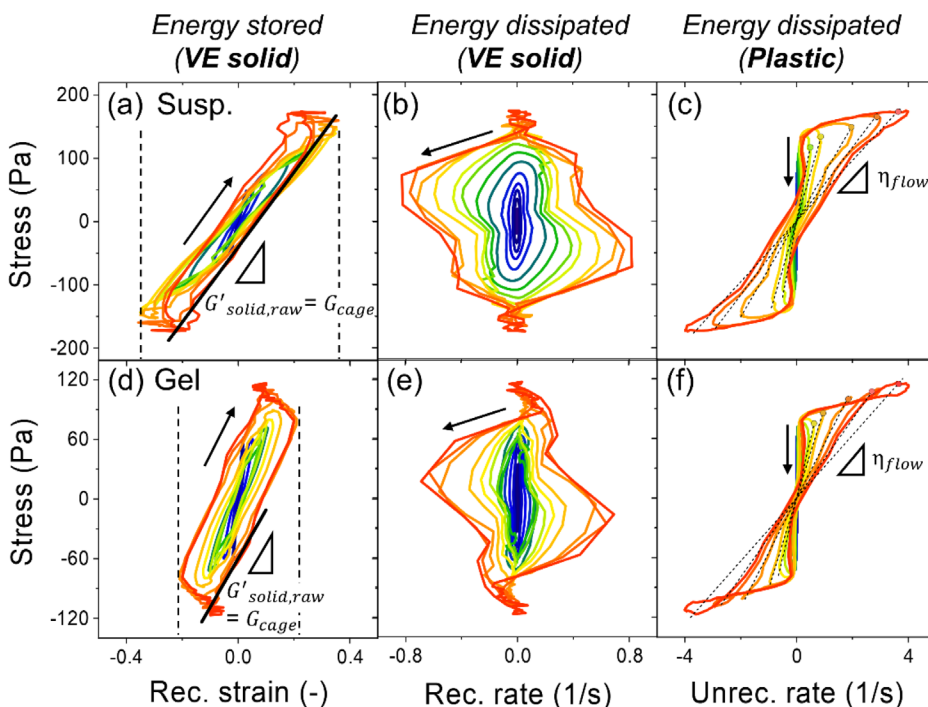 Energy stored
(VE solid)
Energy dissipated
(VE solid)
Energy dissipated
(Plastic)
(a) Susp.
(b)
(c)
200
100
0
-100
-200
Stress (Pa)
G'solid,raw = Gcage
ηflow
(d) Gel
(e)
(f)
120
60
0
-60
-120
Stress (Pa)
G'solid,raw
= Gcage
ηflow
-0.4
0.0
0.4
-0.8
0.0
0.8
-4
0
4
Rec. strain (-)
Rec. rate (1/s)
Unrec. rate (1/s)